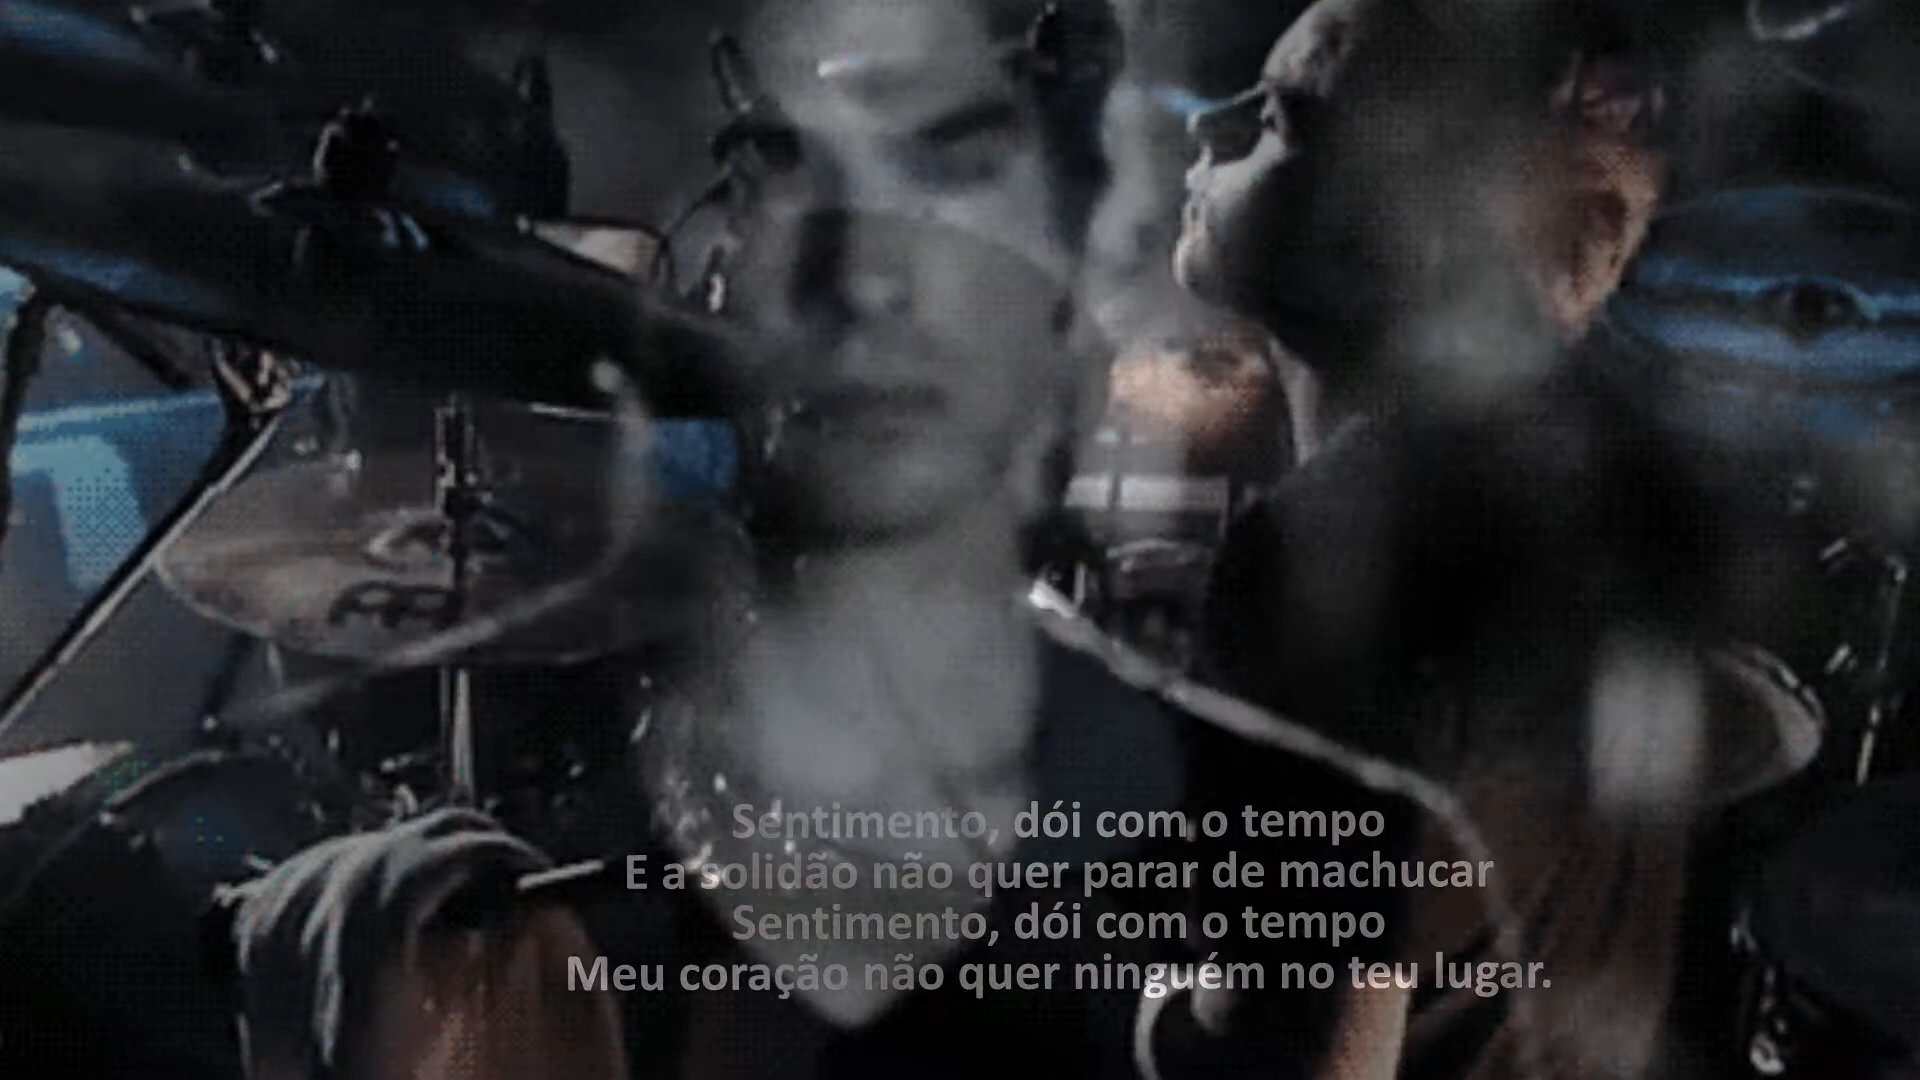 Sentimento, dói com o tempo
E a solidão não quer parar de machucar
Sentimento, dói com o tempo
Meu coração não quer ninguém no teu lugar.